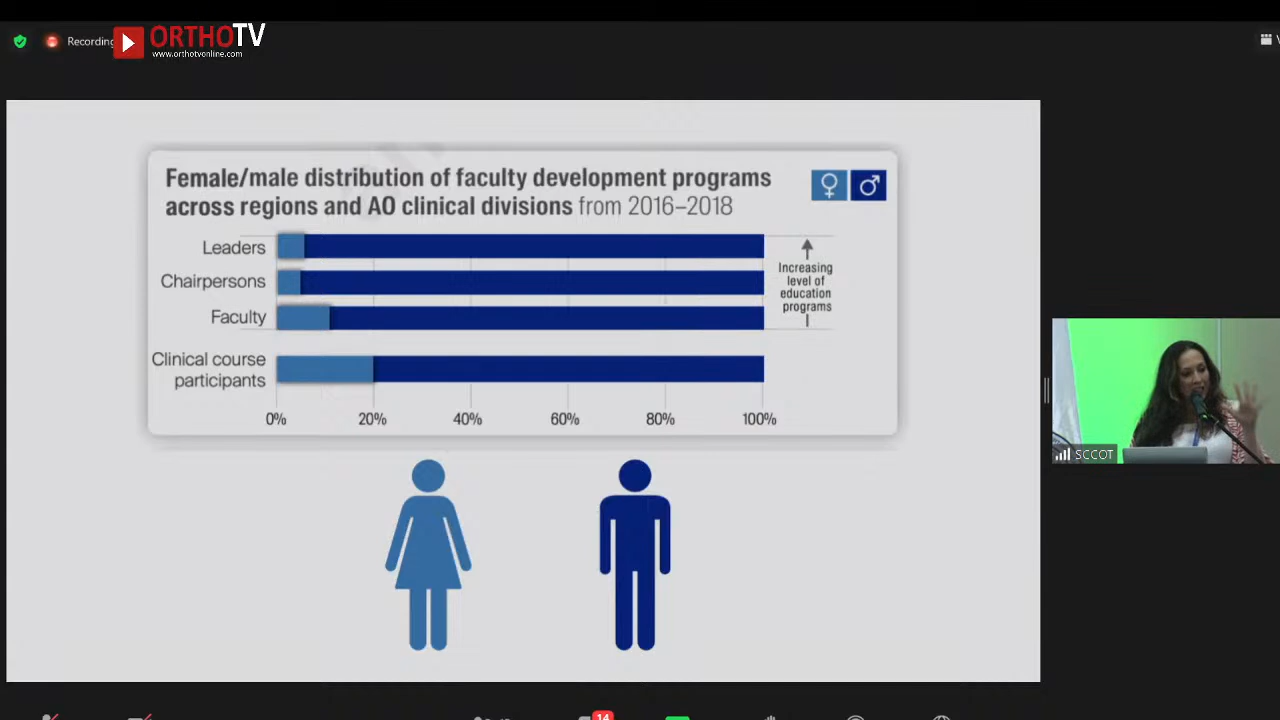 Recording
ORTHOTV
www.orthotvonline.com
Female/male distribution of faculty development programs
across regions and AO clinical divisions from 2016–2018
Leaders
Chairpersons
Faculty
Clinical course
participants
0% 20% 40% 60% 80% 100%
Increasing
level of
education
programs
SCCOT
14